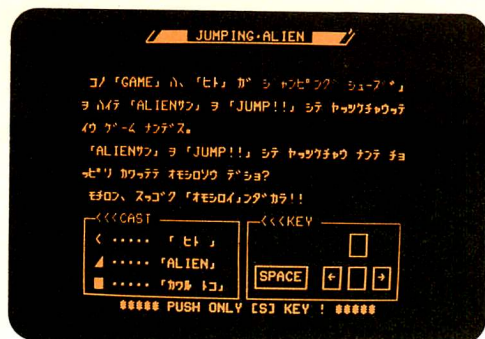 JUMPING・ALIEN
コノ「GAME」ハ、「ヒト」ガ ジャンピング シューズ゛」
ヲ ハイテ「ALIENサン」ヲ「JUMP!!」シテ ヤッツケチャウッテ
イウ ゲーム ナンデス。
「ALIENサン」ヲ「JUMP!!」シテ ヤッツケチャウ ナンテ チョ
ッピリ カワッテテ オモシロソウ デショ?
モチロン、スッゴク「オモシロイ」ンダカラ!!
<<<CAST
<<<KEY
< ・・・・・ 「ヒト」
◢ ・・・・・ 「ALIEN」
■ ・・・・・ 「カワル トコ」
SPACE ← →
***** PUSH ONLY [S] KEY ! *****